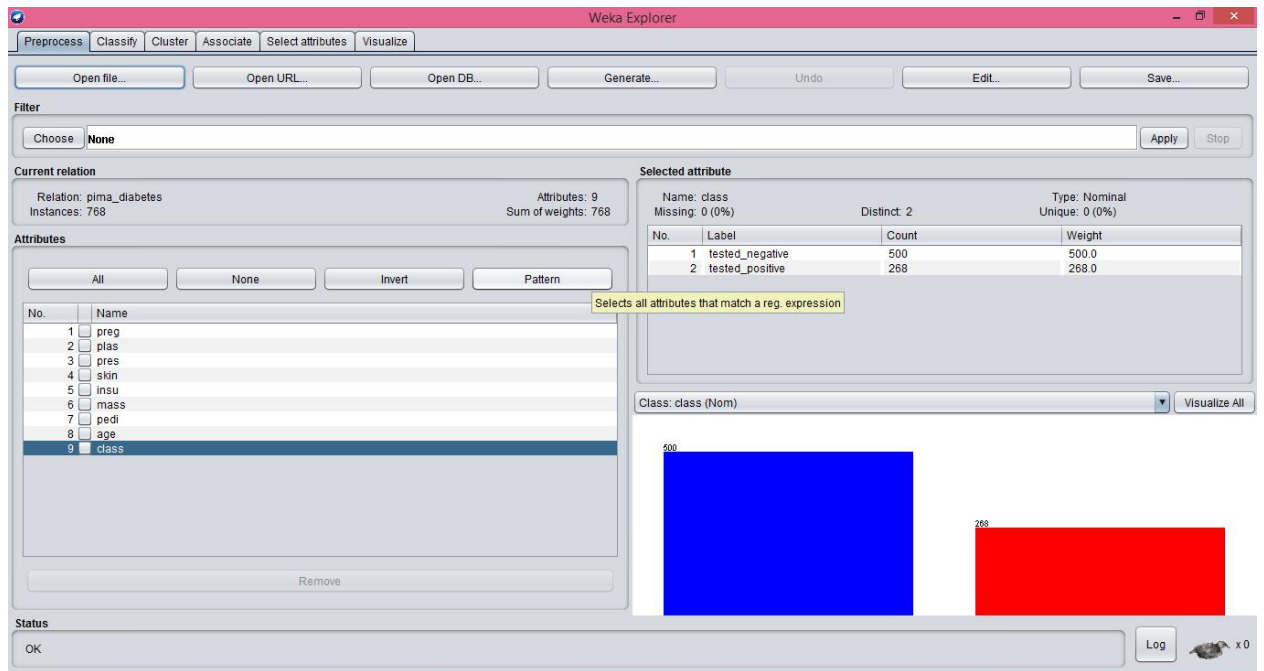 Weka Explorer
Preprocess Classify Cluster Associate Select attributes Visualize
Open file... Open URL... Open DB... Generate... Undo Edit... Save...
Filter
Choose None Apply Stop
Current relation
Relation: pima_diabetes Attributes: 9
Instances: 768 Sum of weights: 768
Attributes
All None Invert Pattern
No. Name
1 preg
2 plas
3 pres
4 skin
5 insu
6 mass
7 pedi
8 age
9 class
Remove
Selected attribute
Name: class Type: Nominal
Missing: 0 (0%) Distinct: 2 Unique: 0 (0%)
No. Label Count Weight
1 tested_negative 500 500.0
2 tested_positive 268 268.0
Selects all attributes that match a reg. expression
Class: class (Nom) Visualize All
500
268
Status
OK Log x 0